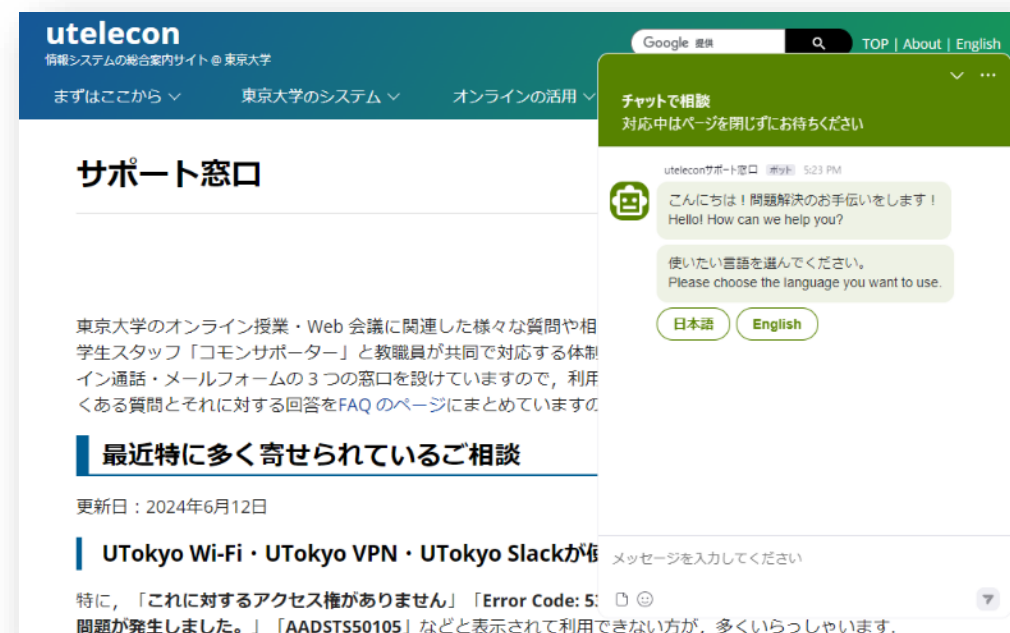 utelecon
情報システムの総合案内サイト@東京大学
Google 提供
TOP | About | English
まずはここから
東京大学のシステム
オンラインの活用
サポート窓口
東京大学のオンライン授業・Web 会議に関連した様々な質問や相
学生スタッフ「コモンサポーター」と教職員が共同で対応する体制
イン通話・メールフォームの3つの窓口を設けていますので，利用
くある質問とそれに対する回答をFAQ のページにまとめていますの
最近特に多く寄せられているご相談
更新日：2024年6月12日
UTokyo Wi-Fi・UTokyo VPN・UTokyo Slackが
特に，「これに対するアクセス権がありません」「Error Code: 5
問題が発生しました。」「AADSTS50105」などと表示されて利用できない方が，多くいらっしゃいます．
チャットで相談
対応中はページを閉じずにお待ちください
uteleconサポート窓口 ボット 5:23 PM
こんにちは！問題解決のお手伝いをします！
Hello! How can we help you?
使いたい言語を選んでください。
Please choose the language you want to use.
日本語
English
メッセージを入力してください